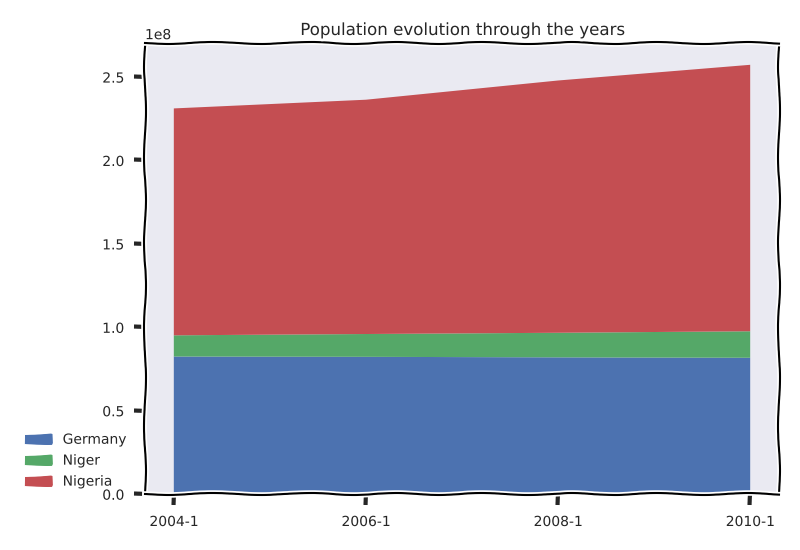 Population evolution through the years
1e8
2.5
2.0
1.5
1.0
0.5
0.0
Germany
Niger
Nigeria
2004-1 2006-1 2008-1 2010-1